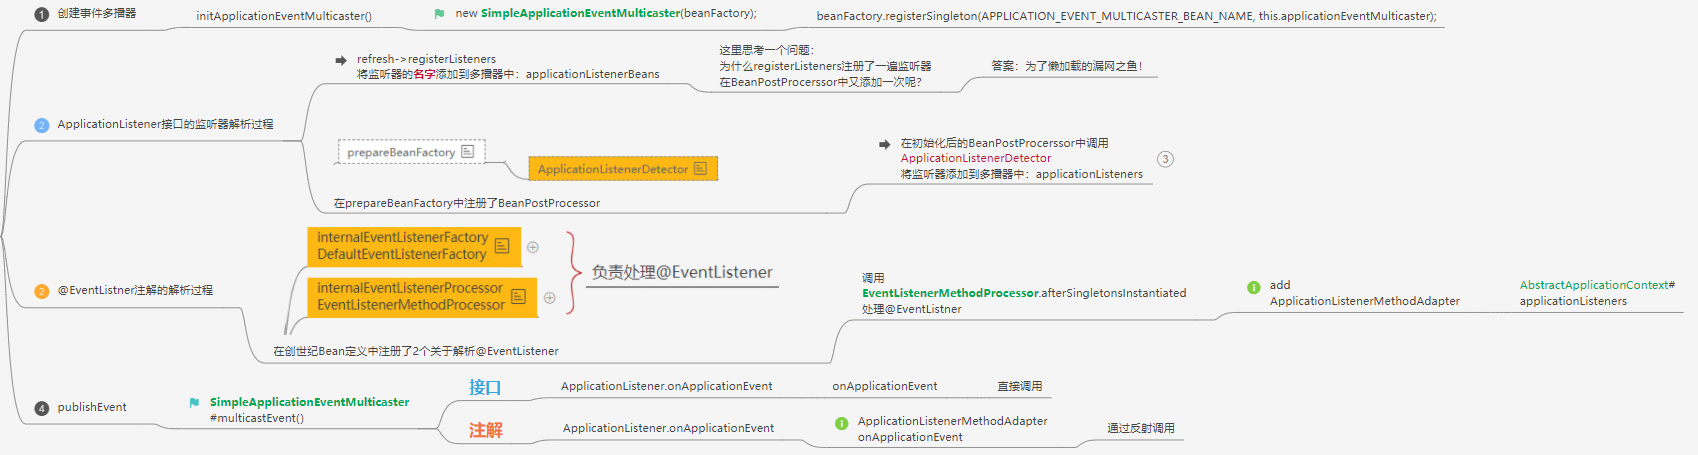 1 创建事件多播器
initApplicationEventMulticaster()
new SimpleApplicationEventMulticaster(beanFactory);
beanFactory.registerSingleton(APPLICATION_EVENT_MULTICASTER_BEAN_NAME, this.applicationEventMulticaster);
2 ApplicationListener接口的监听器解析过程
refresh->registerListeners
将监听器的名字添加到多播器中：applicationListenerBeans
这里思考一个问题：
为什么registerListeners注册了一遍监听器
在BeanPostProcerssor中又添加一次呢？
答案：为了懒加载的漏网之鱼！
prepareBeanFactory
ApplicationListenerDetector
在prepareBeanFactory中注册了BeanPostProcessor
在初始化后的BeanPostProcerssor中调用
ApplicationListenerDetector
将监听器添加到多播器中：applicationListeners
3
2 @EventListner注解的解析过程
internalEventListenerFactory
DefaultEventListenerFactory
internalEventListenerProcessor
EventListenerMethodProcessor
负责处理@EventListener
在创世纪Bean定义中注册了2个关于解析@EventListener
调用
EventListenerMethodProcessor.afterSingletonsInstantiated
处理@EventListner
add
ApplicationListenerMethodAdapter
AbstractApplicationContext#
applicationListeners
4 publishEvent
SimpleApplicationEventMulticaster
#multicastEvent()
接口
ApplicationListener.onApplicationEvent
onApplicationEvent
直接调用
注解
ApplicationListener.onApplicationEvent
ApplicationListenerMethodAdapter
onApplicationEvent
通过反射调用